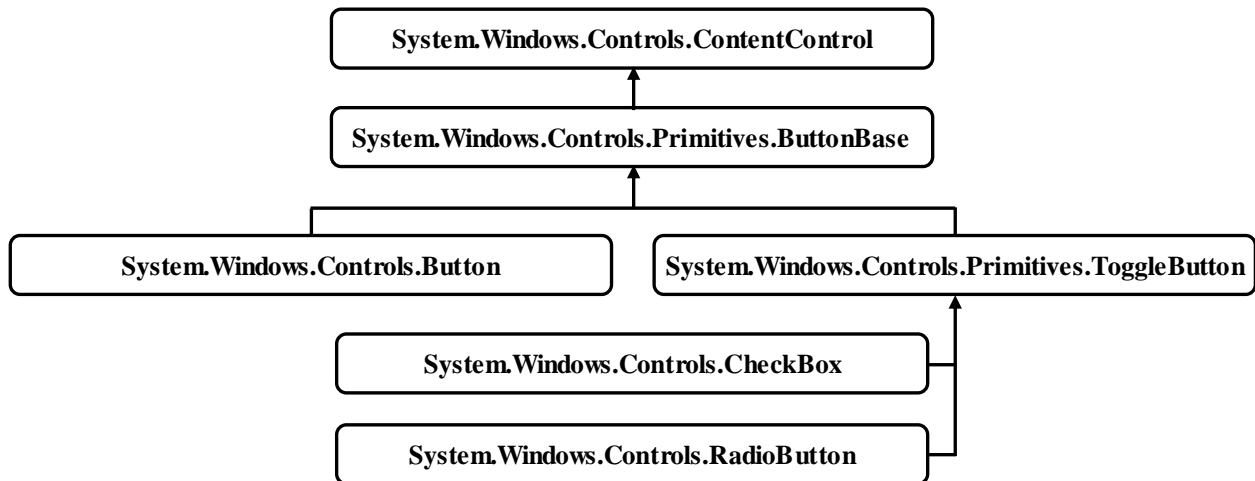 System.Windows.Controls.ContentControl
System.Windows.Controls.Primitives.ButtonBase
System.Windows.Controls.Button
System.Windows.Controls.Primitives.ToggleButton
System.Windows.Controls.CheckBox
System.Windows.Controls.RadioButton